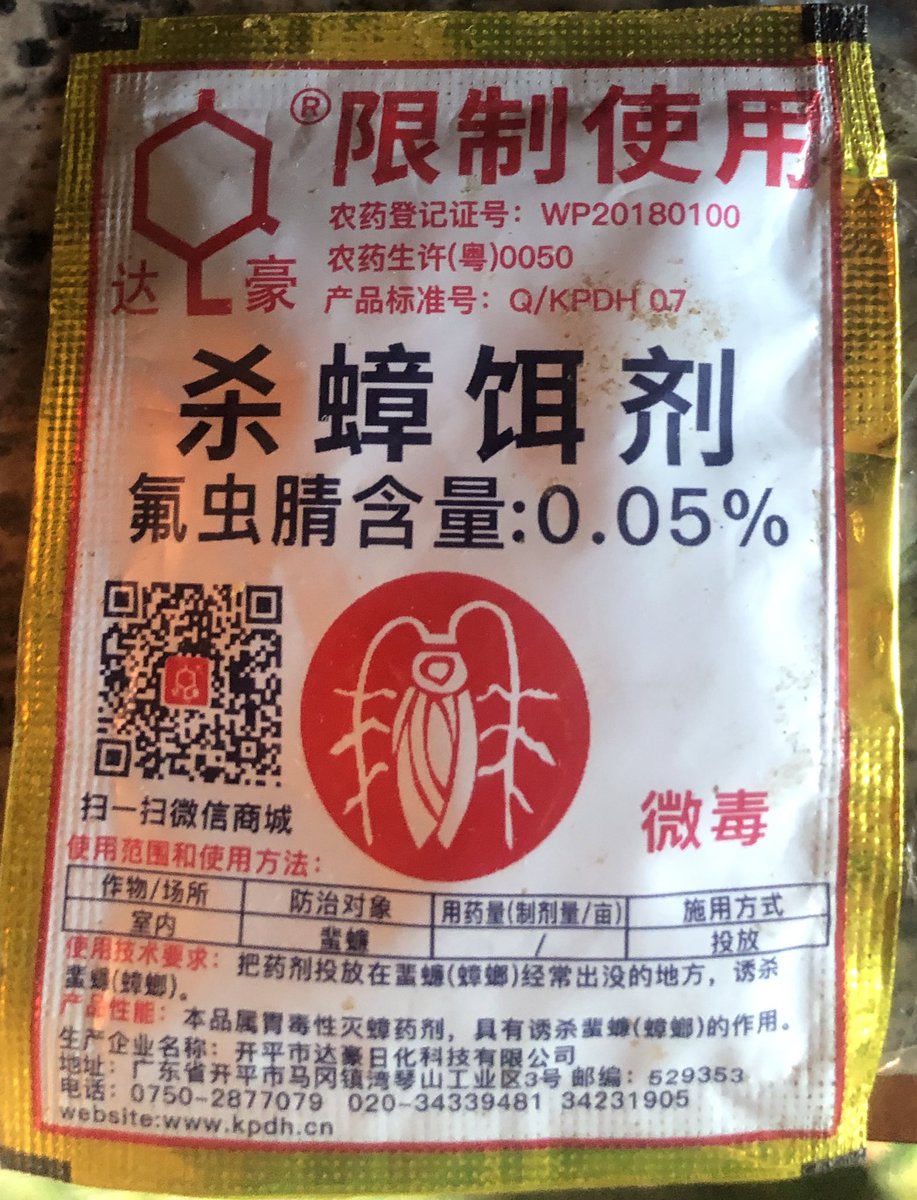 ® 限制使用
农药登记证号：WP20180100
农药生许(粤)0050
产品标准号：Q/KPDH 07
达豪
杀蟑饵剂
氟虫腈含量:0.05%
扫一扫微信商城
微毒
使用范围和使用方法：
作物/场所 防治对象 用药量(制剂量/亩) 施用方式
室内 蜚蠊 / 投放
使用技术要求：把药剂投放在蜚蠊(蟑螂)经常出没的地方，诱杀
蜚蠊(蟑螂)。
产品性能：本品属胃毒性灭蟑药剂，具有诱杀蜚蠊(蟑螂)的作用。
生产企业名称：开平市达豪日化科技有限公司
地址：广东省开平市马冈镇湾琴山工业区3号 邮编：529353
电话：0750-2877079 020-34339481 34231905
website:www.kpdh.cn